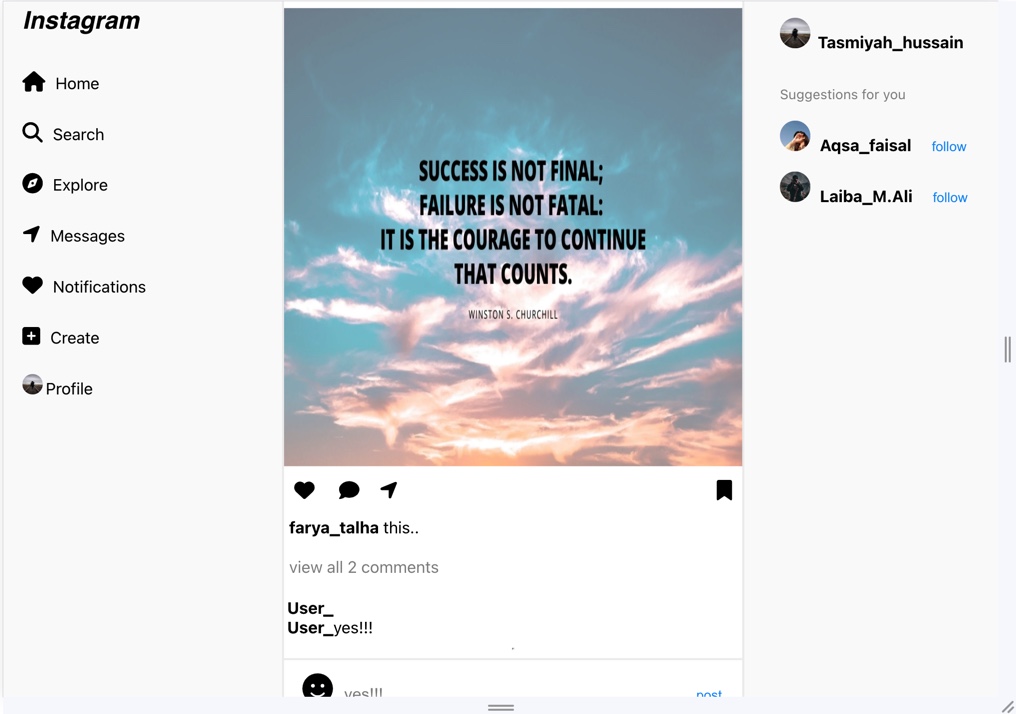 Instagram
Home
Search
Explore
Messages
Notifications
Create
Profile
SUCCESS IS NOT FINAL;
FAILURE IS NOT FATAL:
IT IS THE COURAGE TO CONTINUE
THAT COUNTS.
WINSTON S. CHURCHILL
farya_talha this..
view all 2 comments
User_
User_yes!!!
.
yes!!! post
Tasmiyah_hussain
Suggestions for you
Aqsa_faisal follow
Laiba_M.Ali follow